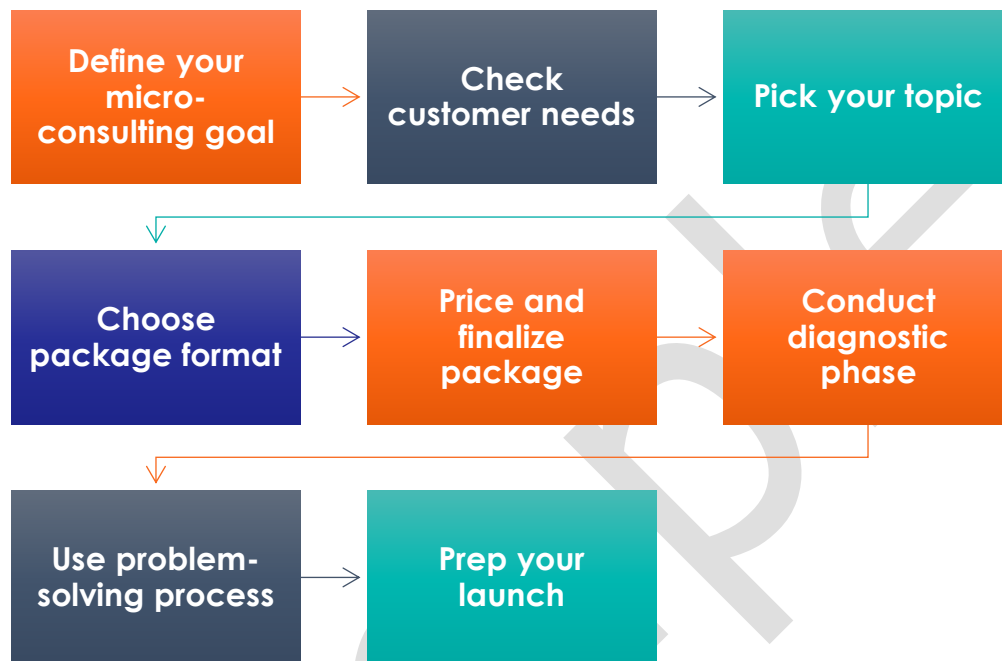 Define your
micro-
consulting goal
Check
customer needs
Pick your topic
Choose
package format
Price and
finalize
package
Conduct
diagnostic
phase
Use problem-
solving process
Prep your
launch